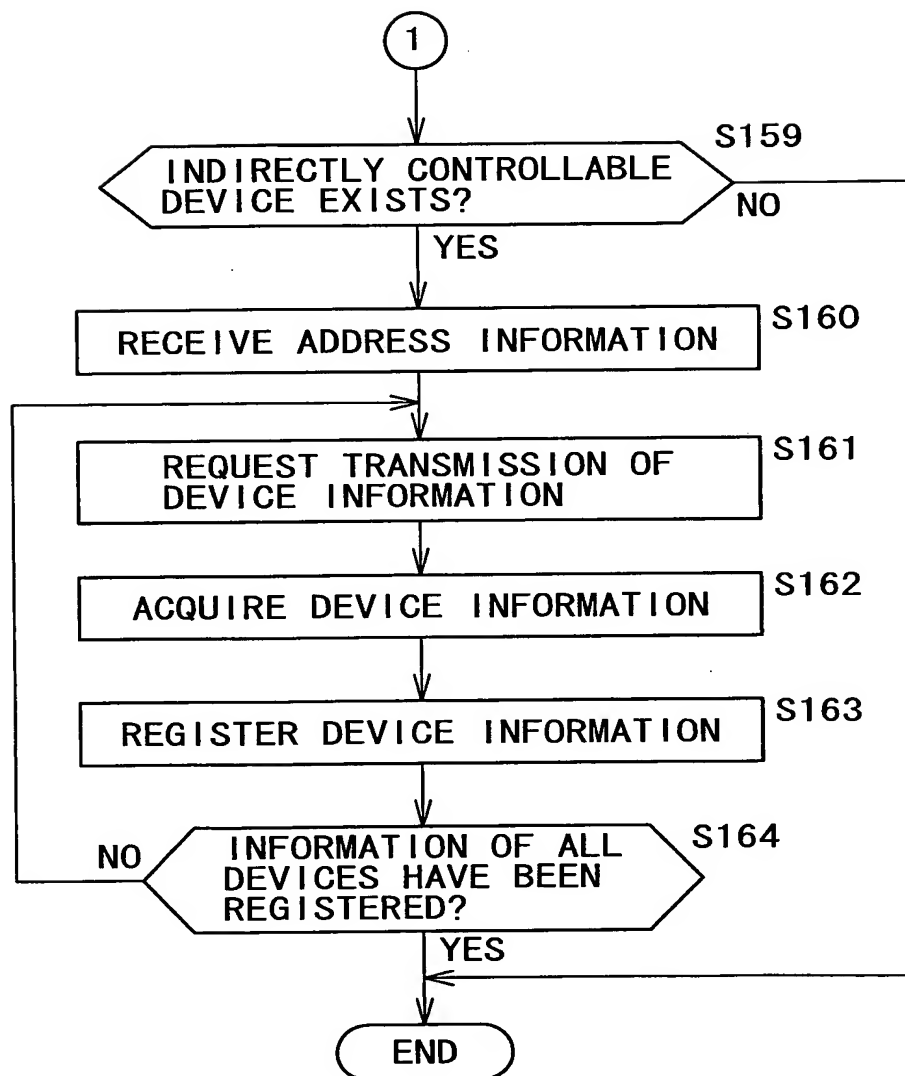 1
S159
INDIRECTLY CONTROLLABLE
DEVICE EXISTS?
NO
YES
S160
RECEIVE ADDRESS INFORMATION
S161
REQUEST TRANSMISSION OF
DEVICE INFORMATION
S162
ACQUIRE DEVICE INFORMATION
S163
REGISTER DEVICE INFORMATION
S164
NO
INFORMATION OF ALL
DEVICES HAVE BEEN
REGISTERED?
YES
END